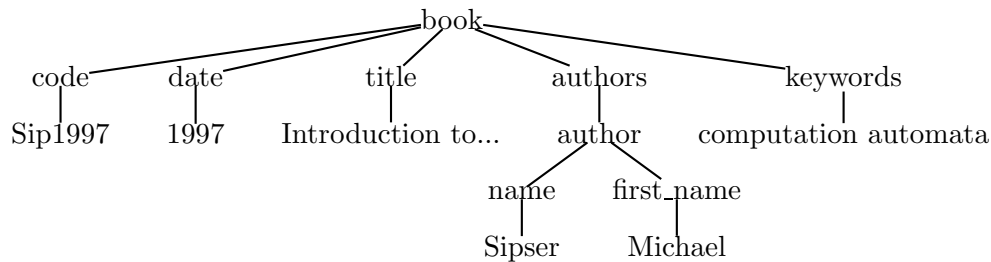 book
code date title authors keywords
Sip1997 1997 Introduction to... author computation automata
name first_name
Sipser Michael